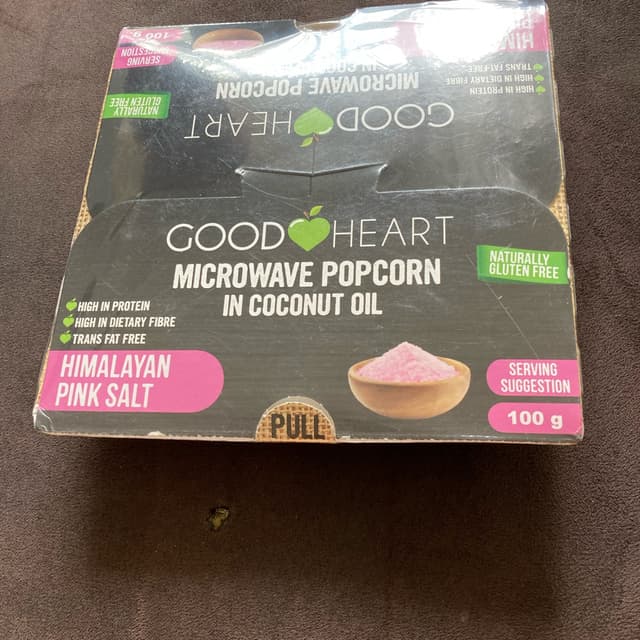 100 g
SERVING
SUGGESTION
HIMA
MICROWAVE POPCORN
TRANS FAT FREE
HIGH IN DIETARY FIBRE
HIGH IN PROTEIN
NATURALLY
GLUTEN FREE
GOOD HEART
GOOD HEART
MICROWAVE POPCORN
IN COCONUT OIL
NATURALLY
GLUTEN FREE
HIGH IN PROTEIN
HIGH IN DIETARY FIBRE
TRANS FAT FREE
HIMALAYAN
PINK SALT
SERVING
SUGGESTION
100 g
PULL